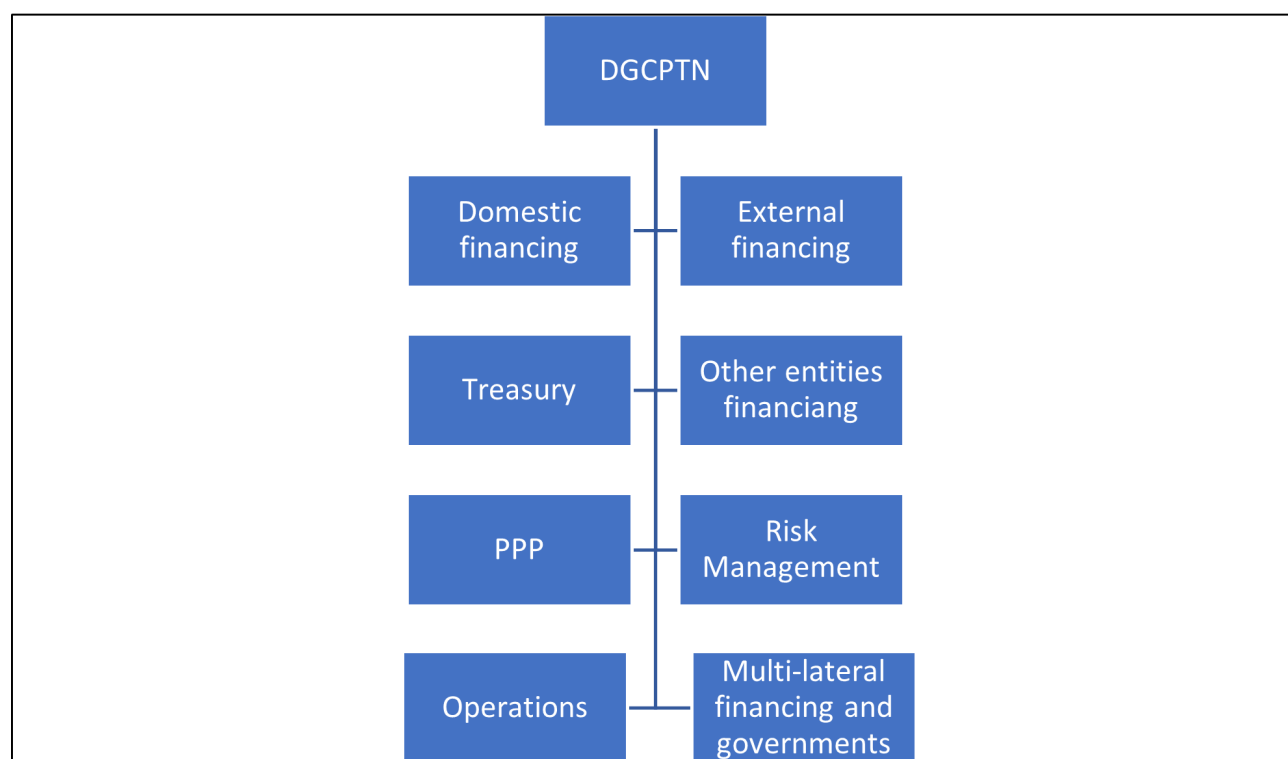 DGCPTN
Domestic
financing
External
financing
Treasury
Other entities
financiang
PPP
Risk
Management
Operations
Multi-lateral
financing and
governments